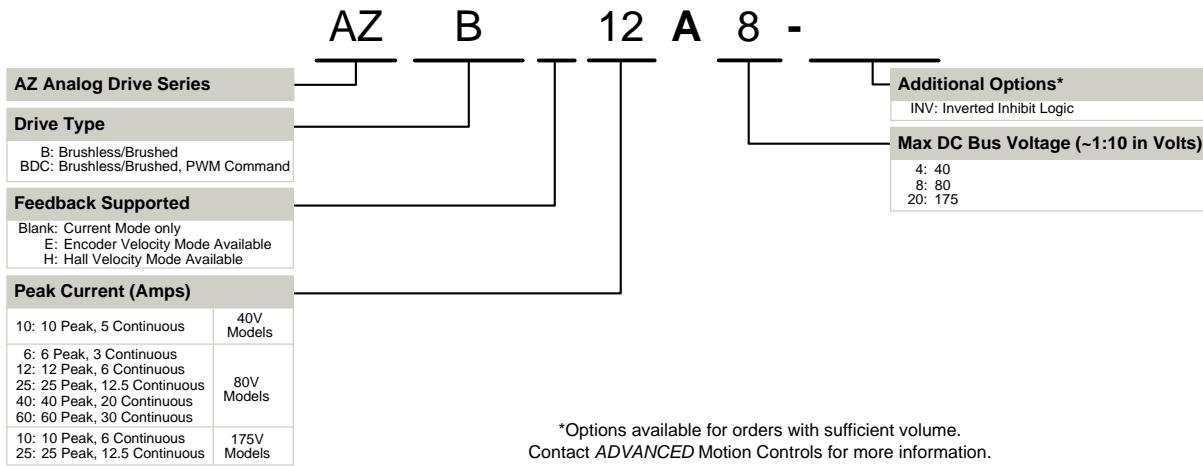 AZ B 12 A 8 -
AZ Analog Drive Series
Drive Type
B: Brushless/Brushed
BDC: Brushless/Brushed, PWM Command
Feedback Supported
Blank: Current Mode only
E: Encoder Velocity Mode Available
H: Hall Velocity Mode Available
Peak Current (Amps)
10: 10 Peak, 5 Continuous
40V
Models
6: 6 Peak, 3 Continuous
12: 12 Peak, 6 Continuous
25: 25 Peak, 12.5 Continuous
40: 40 Peak, 20 Continuous
60: 60 Peak, 30 Continuous
80V
Models
10: 10 Peak, 6 Continuous
25: 25 Peak, 12.5 Continuous
175V
Models
Additional Options*
INV: Inverted Inhibit Logic
Max DC Bus Voltage (~1:10 in Volts)
4: 40
8: 80
20: 175
*Options available for orders with sufficient volume.
Contact ADVANCED Motion Controls for more information.